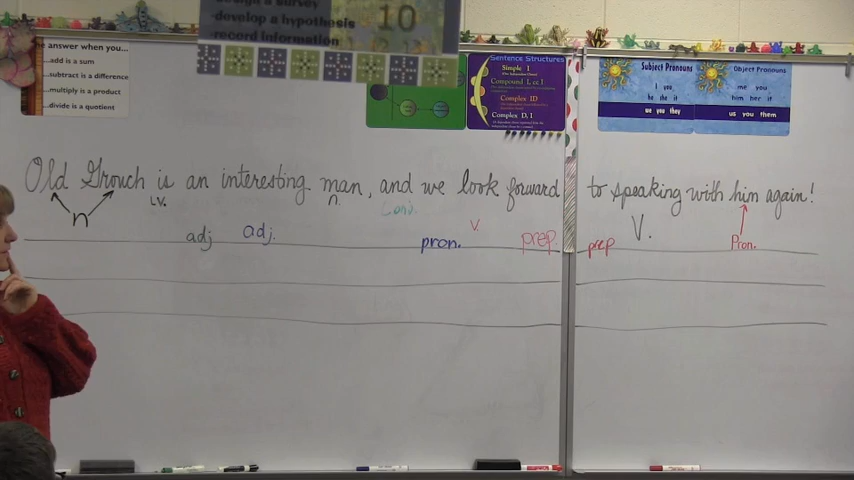 develop a hypothesis
record information
10
answer when you...
...add is a sum
...subtract is a difference
...multiply is a product
...divide is a quotient
Sentence Structures
Simple I
Compound I, cc I
Complex ID
Complex D, I
Subject Pronouns
I you
he she it
we you they
Object Pronouns
me you
him her it
us you them
Old Grouch is an interesting man, and we look forward to speaking with him again!
n
L.V.
n.
Conj.
adj
adj.
pron.
v.
prep.
prep
V.
Pron.